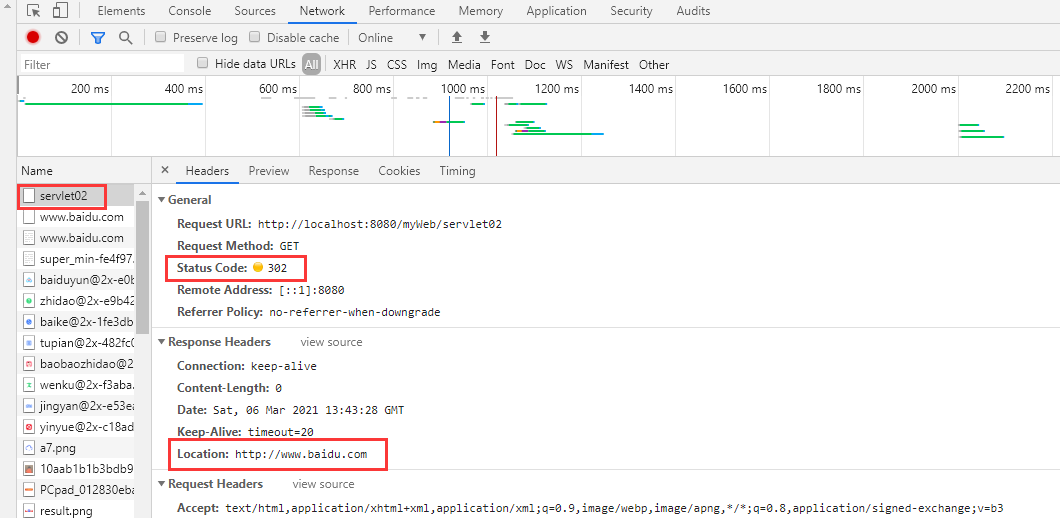 Elements Console Sources Network Performance Memory Application Security Audits
Preserve log Disable cache Online
Filter Hide data URLs All XHR JS CSS Img Media Font Doc WS Manifest Other
200 ms 400 ms 600 ms 800 ms 1000 ms 1200 ms 1400 ms 1600 ms 1800 ms 2000 ms 2200 ms
Name
servlet02
www.baidu.com
www.baidu.com
super_min-fe4f97.
baiduyun@2x-e0b
zhidao@2x-e9b42
baike@2x-1fe3db
tupian@2x-482fc0
baobaozhidao@2
wenku@2x-f3aba.
jingyan@2x-e53ea
yinyue@2x-c18ad
a7.png
10aab1b1b3bdb9
PCpad_012830eba
result.png
× Headers Preview Response Cookies Timing
General
Request URL: http://localhost:8080/myWeb/servlet02
Request Method: GET
Status Code: 302
Remote Address: [::1]:8080
Referrer Policy: no-referrer-when-downgrade
Response Headers view source
Connection: keep-alive
Content-Length: 0
Date: Sat, 06 Mar 2021 13:43:28 GMT
Keep-Alive: timeout=20
Location: http://www.baidu.com
Request Headers view source
Accept: text/html,application/xhtml+xml,application/xml;q=0.9,image/webp,image/apng,*/*;q=0.8,application/signed-exchange;v=b3